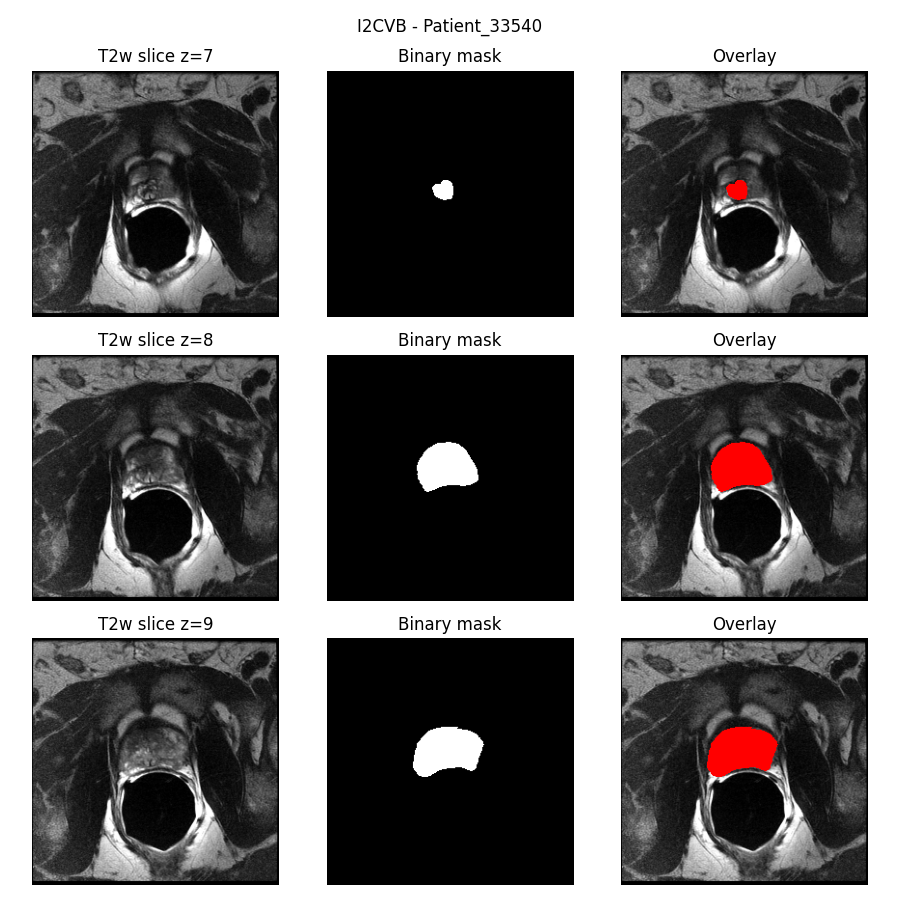 I2CVB - Patient_33540
T2w slice z=7
Binary mask
Overlay
T2w slice z=8
Binary mask
Overlay
T2w slice z=9
Binary mask
Overlay